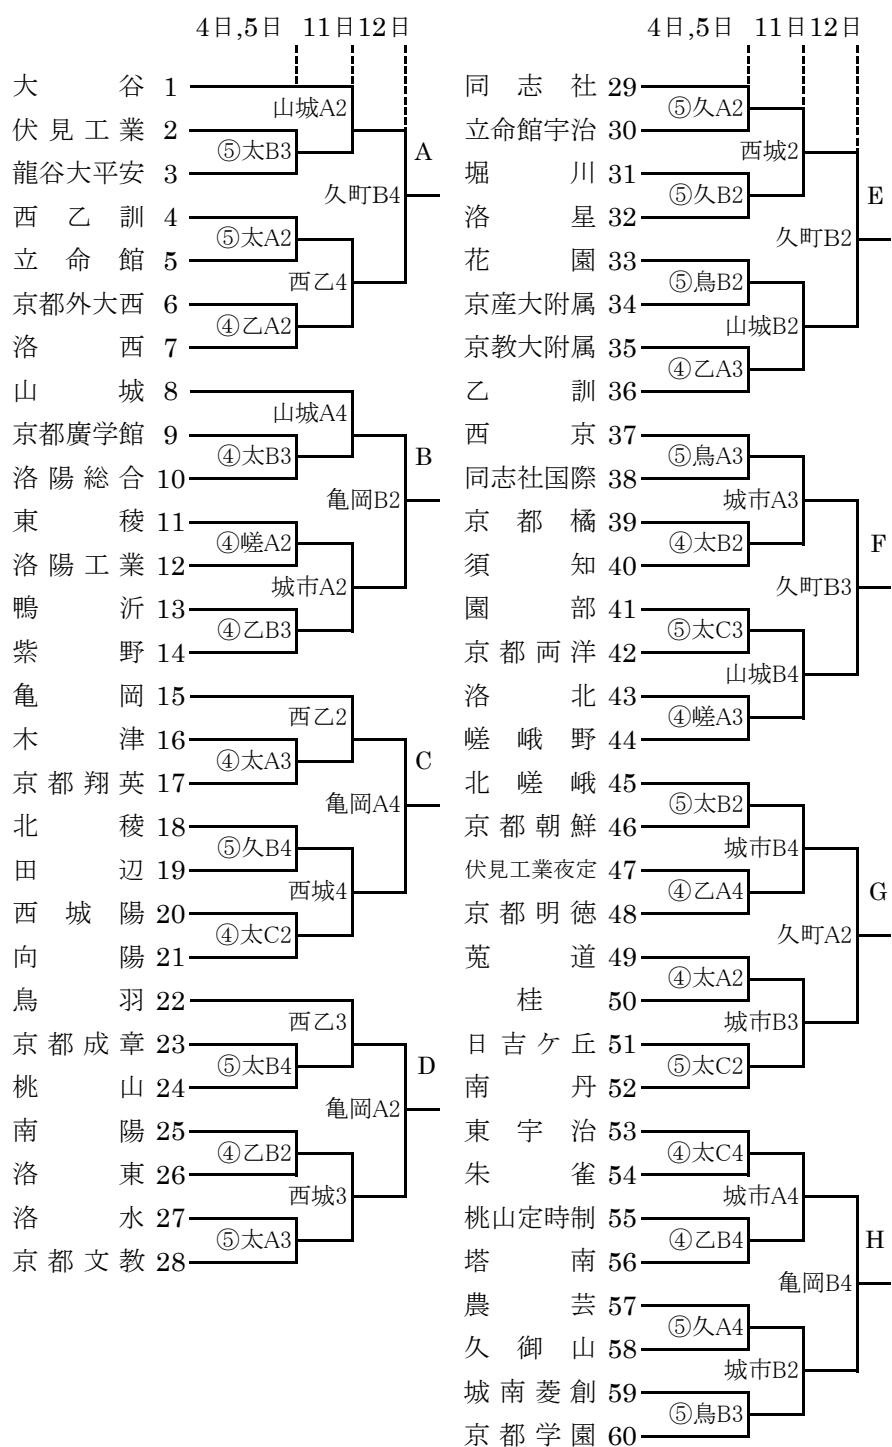 4日,5日 11日 12日
大谷 1
山城A2
伏見工業 2
⑤太B3
龍谷大平安 3
A
久町B4
西乙訓 4
⑤太A2
立命館 5
西乙4
京都外大西 6
④乙A2
洛西 7
山城 8
山城A4
京都廣学館 9
④太B3
洛陽総合 10
B
亀岡B2
東稜 11
④嵯A2
洛陽工業 12
城市A2
鴨沂 13
④乙B3
紫野 14
亀岡 15
西乙2
木津 16
④太A3
京都翔英 17
C
亀岡A4
北稜 18
⑤久B4
田辺 19
西城4
西城陽 20
④太C2
向陽 21
鳥羽 22
西乙3
京都成章 23
⑤太B4
桃山 24
D
亀岡A2
南陽 25
④乙B2
洛東 26
西城3
洛水 27
⑤太A3
京都文教 28
4日,5日 11日 12日
同志社 29
⑤久A2
立命館宇治 30
西城2
堀川 31
⑤久B2
洛星 32
E
久町B2
花園 33
⑤鳥B2
京産大附属 34
山城B2
京教大附属 35
④乙A3
乙訓 36
西京 37
⑤鳥A3
同志社国際 38
城市A3
京都橘 39
④太B2
須知 40
F
久町B3
園部 41
⑤太C3
京都両洋 42
山城B4
洛北 43
④嵯A3
嵯峨野 44
北嵯峨 45
⑤太B2
京都朝鮮 46
城市B4
伏見工業夜定 47
④乙A4
京都明徳 48
G
久町A2
莵道 49
④太A2
桂 50
城市B3
日吉ケ丘 51
⑤太C2
南丹 52
東宇治 53
④太C4
朱雀 54
城市A4
桃山定時制 55
④乙B4
塔南 56
H
亀岡B4
農芸 57
⑤久A4
久御山 58
城市B2
城南菱創 59
⑤鳥B3
京都学園 60